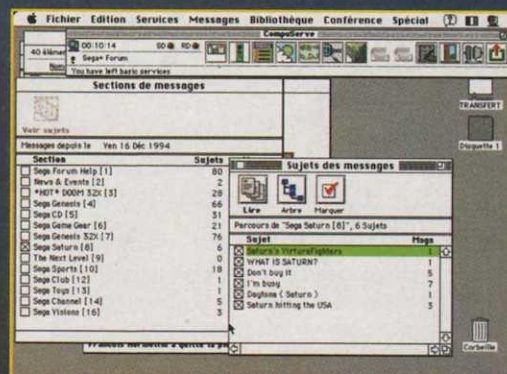 Fichier Edition Services Messages Bibliothèque Conférence Spécial
CompuServe
40 élémen
00:10/14 SD RD
Sega+ Forum
You have left basic services
Sections de messages
Voir sujets
Messages depuis le Ven 16 Déc 1994
Section Sujets
Sega Forum Help [1] 80
News & Events [2] 2
*HOT* DOOM 32X [3] 28
Sega Genesis [4] 66
Sega CD [5] 31
Sega Game Gear [6] 21
Sega Genesis 32X [7] 76
Sega Saturn [8] 6
The Next Level [9] 0
Sega Sports [10] 18
Sega Club [12] 1
Sega Toys [13] 1
Sega Channel [14] 5
Sega Visions [16] 3
Sujets des messages
Lire Arbre Marquer
Parcours de "Sega Saturn [8]", 6 Sujets
Sujet Msgs
Saturn's VirtureFighters 1
WHAT IS SATURN? 1
Don't buy it 5
I'm busy 7
Daytona ( Saturn ) 1
Saturn hitting the USA 3
TRANSFERT
Disquette 1
Corbeille